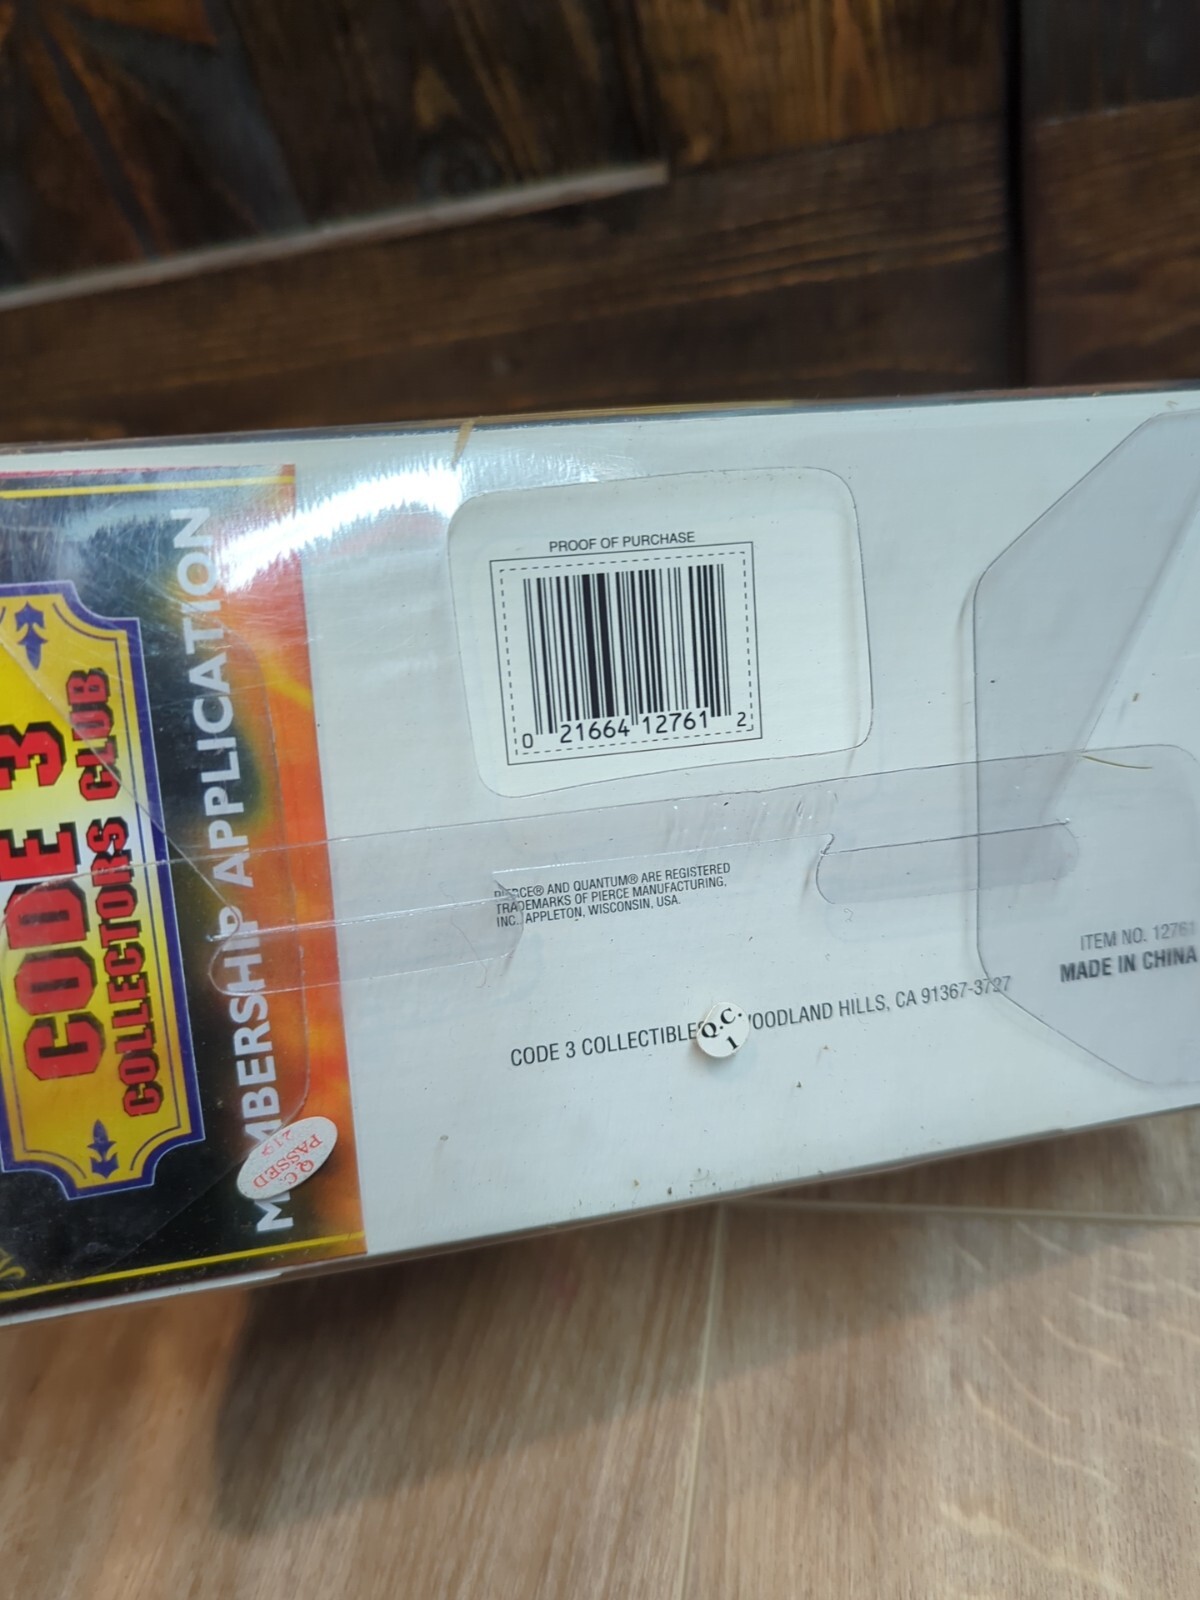 CODE 3
COLLECTORS CLUB
MEMBERSHIP APPLICATION
PROOF OF PURCHASE
0 21664 12761 2
PIERCE® AND QUANTUM® ARE REGISTERED
TRADEMARKS OF PIERCE MANUFACTURING,
INC. APPLETON, WISCONSIN, USA.
ITEM NO. 12761
MADE IN CHINA
CODE 3 COLLECTIBLES WOODLAND HILLS, CA 91367-3727
Q.C.
1
Q.C.
PASSED
219